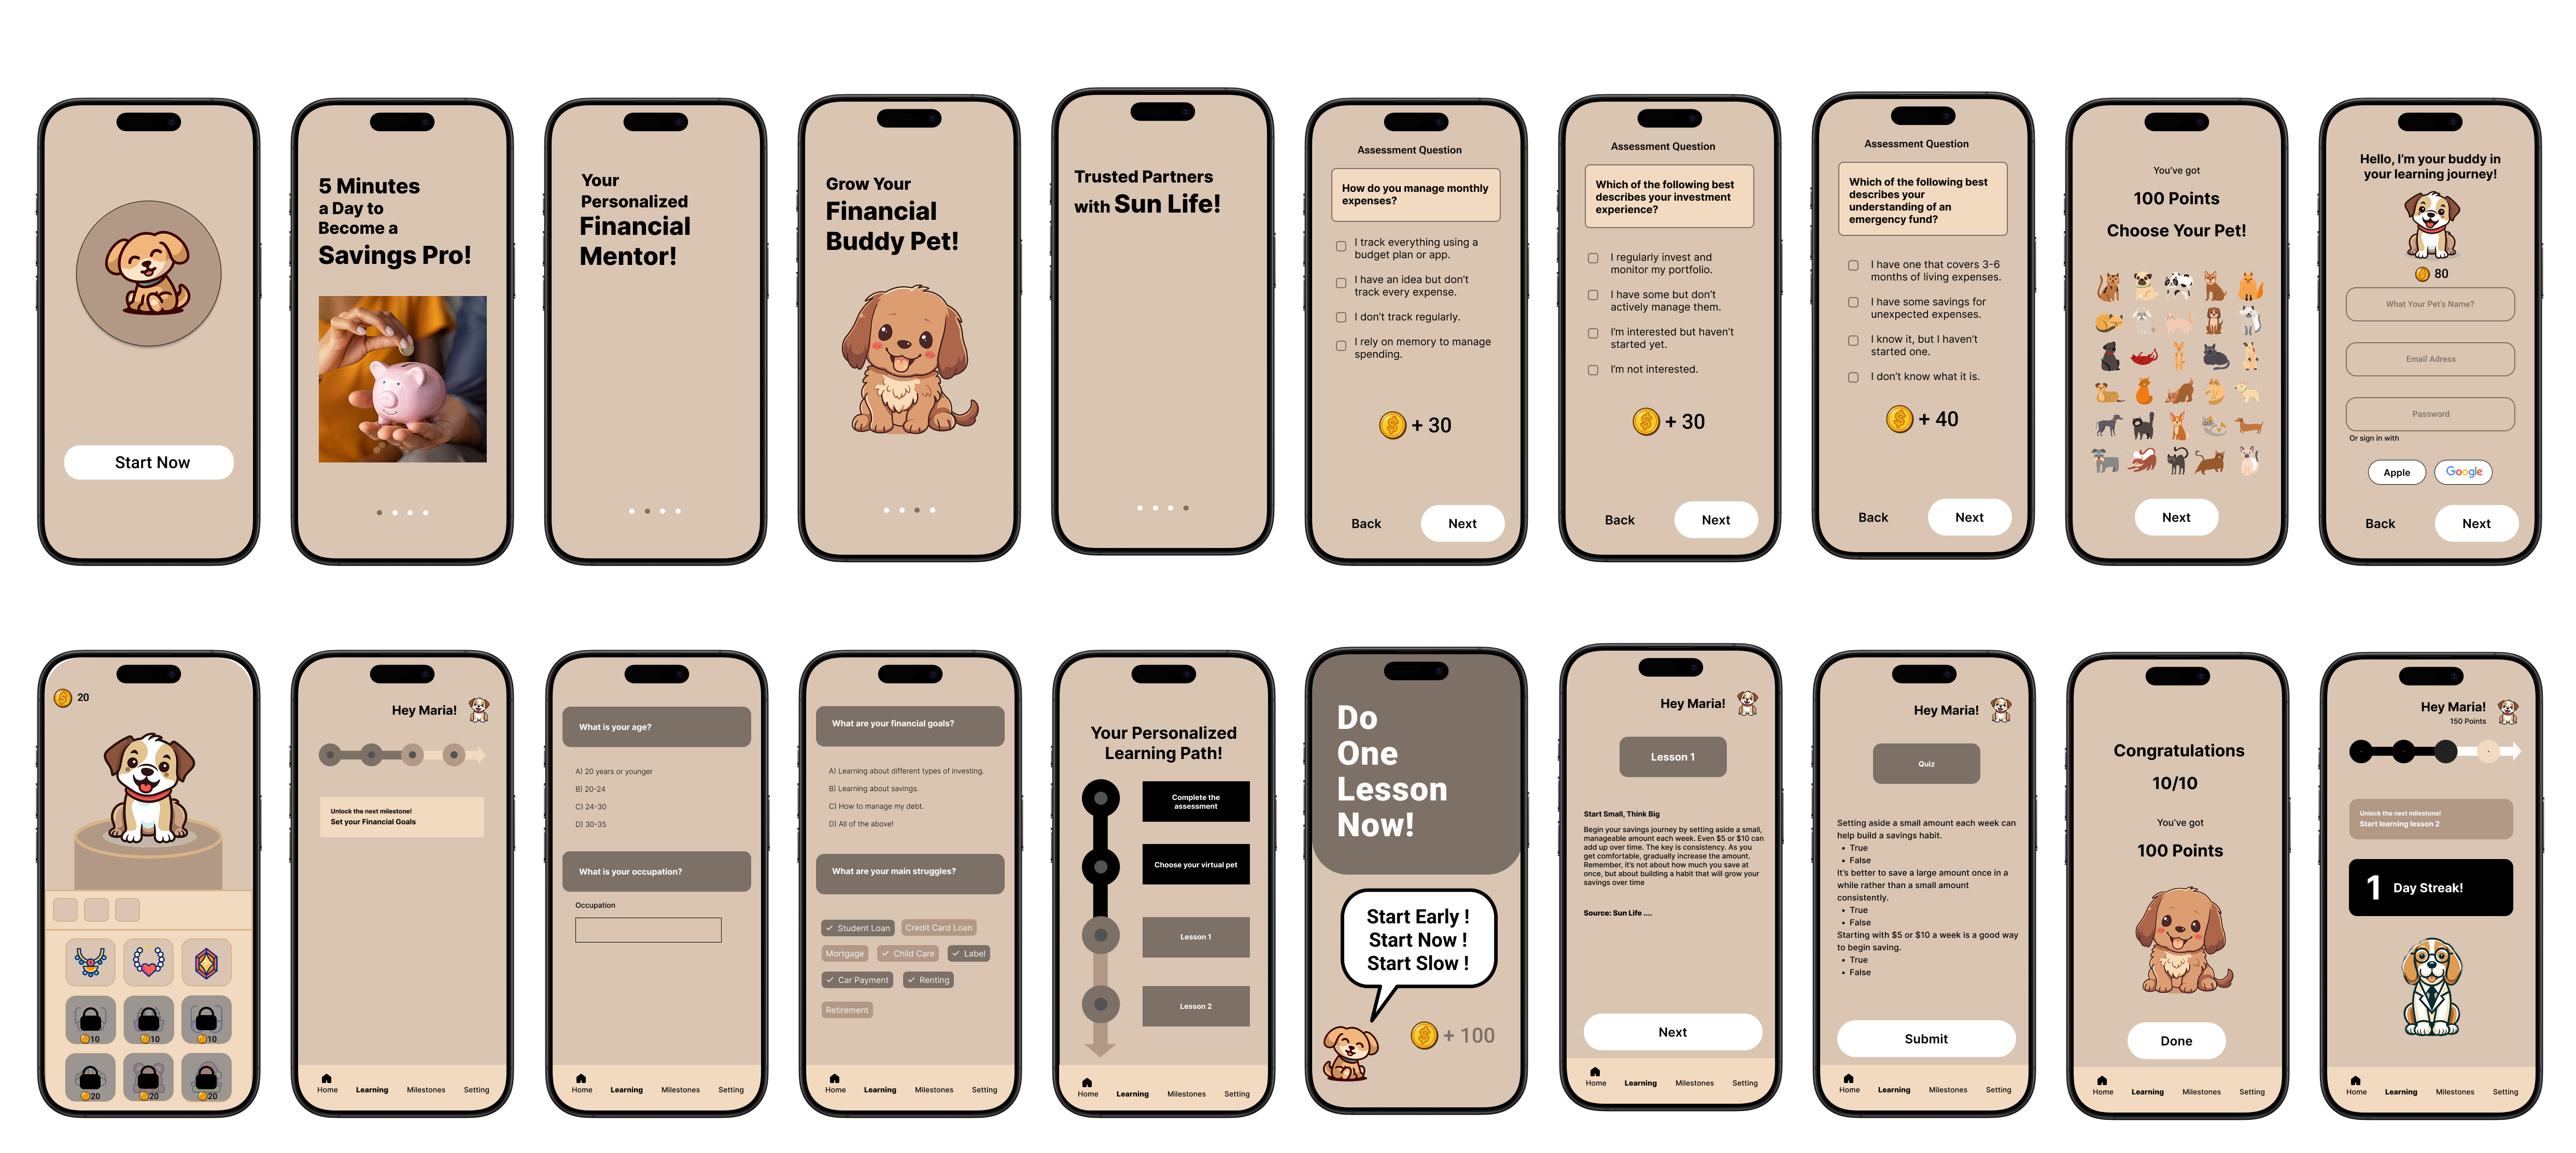 Start Now
5 Minutes
a Day to
Become a
Savings Pro!
Your
Personalized
Financial
Mentor!
Grow Your
Financial
Buddy Pet!
Trusted Partners
with Sun Life!
Assessment Question
How do you manage monthly
expenses?
I track everything using a
budget plan or app.
I have an idea but don't
track every expense.
I don't track regularly.
I rely on memory to manage
spending.
+ 30
Back
Next
Assessment Question
Which of the following best
describes your investment
experience?
I regularly invest and
monitor my portfolio.
I have some but don't
actively manage them.
I'm interested but haven't
started yet.
I'm not interested.
+ 30
Back
Next
Assessment Question
Which of the following best
describes your
understanding of an
emergency fund?
I have one that covers 3-6
months of living expenses.
I have some savings for
unexpected expenses.
I know it, but I haven't
started one.
I don't know what it is.
+ 40
Back
Next
You've got
100 Points
Choose Your Pet!
Next
Hello, I'm your buddy in
your learning journey!
80
What Your Pet's Name?
Email Adress
Password
Or sign in with
Apple
Google
Back
Next
20
10
10
10
20
20
20
Hey Maria!
Unlock the next milestone!
Set your Financial Goals
Home
Learning
Milestones
Setting
What is your age?
A) 20 years or younger
B) 20-24
C) 24-30
D) 30-35
What is your occupation?
Occupation
Home
Learning
Milestones
Setting
What are your financial goals?
A) Learning about different types of investing.
B) Learning about savings.
C) How to manage my debt.
D) All of the above!
What are your main struggles?
Student Loan
Credit Card Loan
Mortgage
Child Care
Label
Car Payment
Renting
Retirement
Home
Learning
Milestones
Setting
Your Personalized
Learning Path!
Complete the
assessment
Choose your virtual pet
Lesson 1
Lesson 2
Home
Learning
Milestones
Setting
Do
One
Lesson
Now!
Start Early !
Start Now !
Start Slow !
+ 100
Hey Maria!
Lesson 1
Start Small, Think Big
Begin your savings journey by setting aside a small,
manageable amount each week. Even $5 or $10 can
add up over time. The key is consistency. As you
get comfortable, gradually increase the amount.
Remember, it's not about how much you save at
once, but about building a habit that will grow your
savings over time
Source: Sun Life ....
Next
Home
Learning
Milestones
Setting
Hey Maria!
Quiz
Setting aside a small amount each week can
help build a savings habit.
• True
• False
It's better to save a large amount once in a
while rather than a small amount
consistently.
• True
• False
Starting with $5 or $10 a week is a good way
to begin saving.
• True
• False
Submit
Home
Learning
Milestones
Setting
Congratulations
10/10
You've got
100 Points
Done
Home
Learning
Milestones
Setting
Hey Maria!
150 Points
Unlock the next milestone!
Start learning lesson 2
1 Day Streak!
Home
Learning
Milestones
Setting